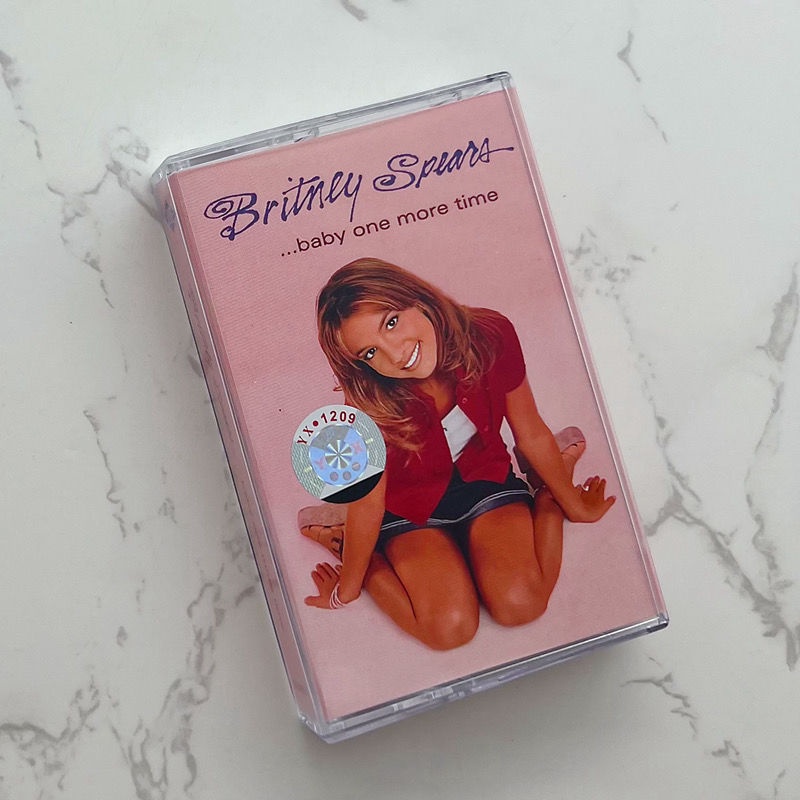 Britney Spears
...baby one more time
YX•1209